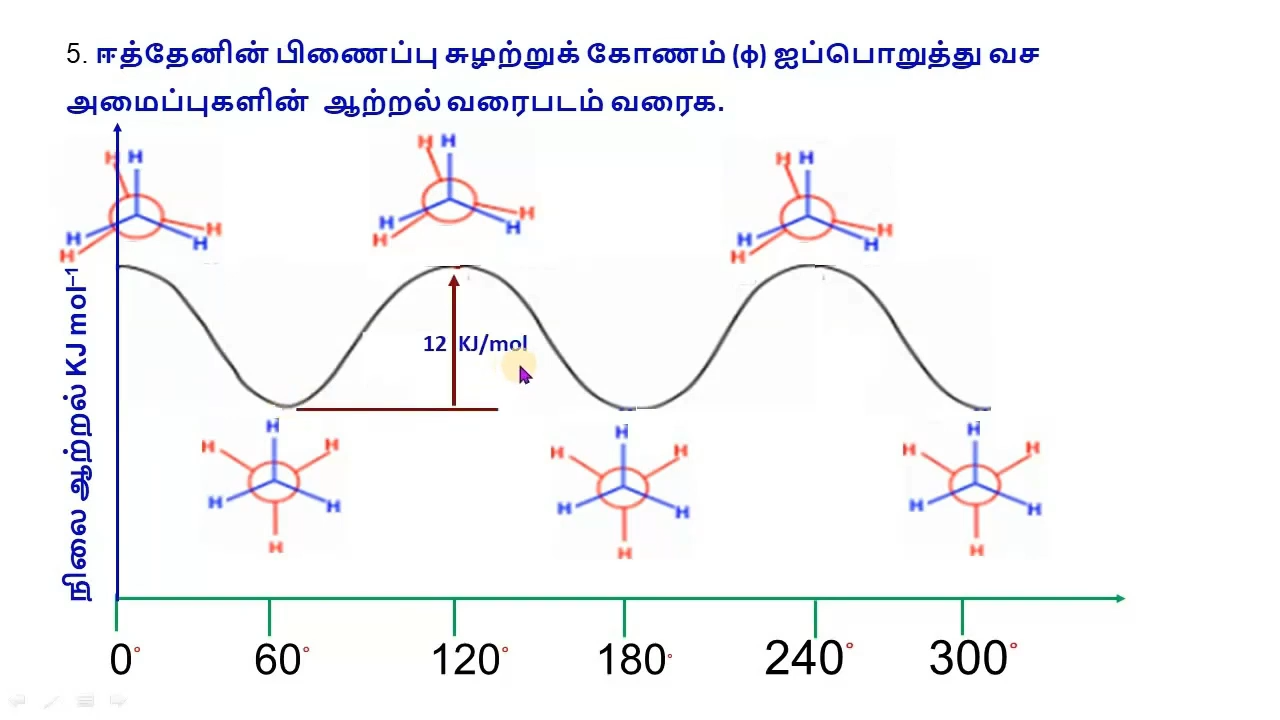 5. ஈத்தேனின் பிணைப்பு சுழற்றுக் கோணம் (ϕ) ஐப்பொறுத்து வச
அமைப்புகளின் ஆற்றல் வரைபடம் வரைக.
H H
H H
H H
H H
H H
H H
H H
H H
H H
நிலை ஆற்றல் KJ mol⁻¹
12 KJ/mol
H
H H
H H
H
H
H H
H H
H
H
H H
H H
H
0° 60° 120° 180° 240° 300°